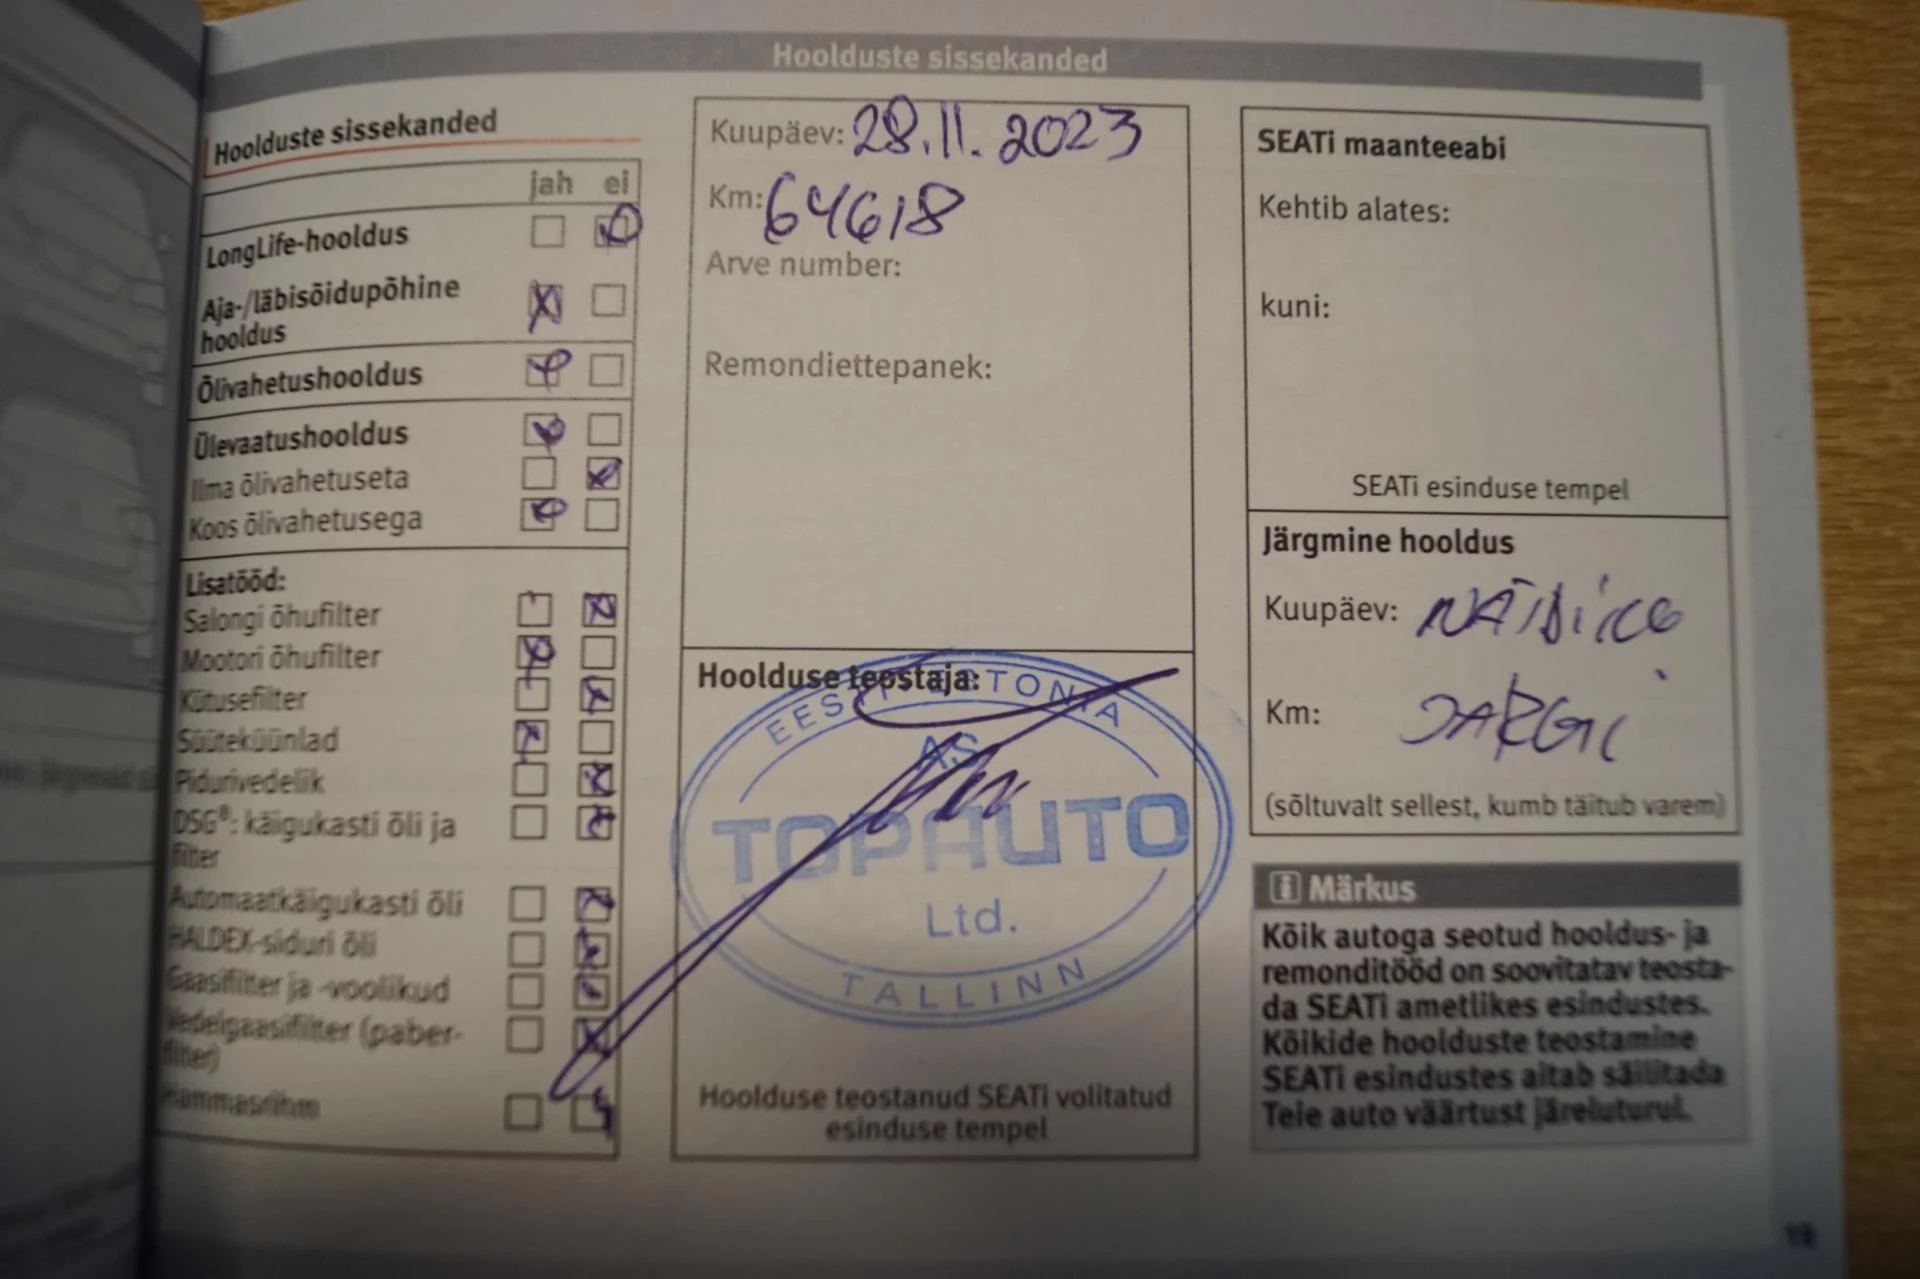 Hoolduste sissekanded
Hoolduste sissekanded
jah ei
LongLife-hooldus
Aja-/läbisõidupõhine
hooldus
Õlivahetushooldus
Ülevaatushooldus
Ilma õlivahetuseta
Koos õlivahetusega
Lisatööd:
Salongi õhufilter
Mootori õhufilter
Kütusefilter
Süüteküünlad
Pidurivedelik
DSG®: käigukasti õli ja
filter
Automaatkäigukasti õli
HALDEX-siduri õli
Gaasifilter ja -voolikud
Vedelgaasifilter (paber-
filter)
Hammasrihm
Kuupäev: 28.11.2023
Km: 64618
Arve number:
Remondiettepanek:
Hoolduse teostaja:
EESTI ESTONIA
AS
TOPAUTO
Ltd.
TALLINN
Hoolduse teostanud SEATi volitatud
esinduse tempel
SEATi maanteeabi
Kehtib alates:
kuni:
SEATi esinduse tempel
Järgmine hooldus
Kuupäev: NÄIDIKU
Km: JÄRGI
(sõltuvalt sellest, kumb täitub varem)
Märkus
Kõik autoga seotud hooldus- ja
remonditööd on soovitatav teosta-
da SEATi ametlikes esindustes.
Kõikide hoolduste teostamine
SEATi esindustes aitab säilitada
Teie auto väärtust järelturul.
19